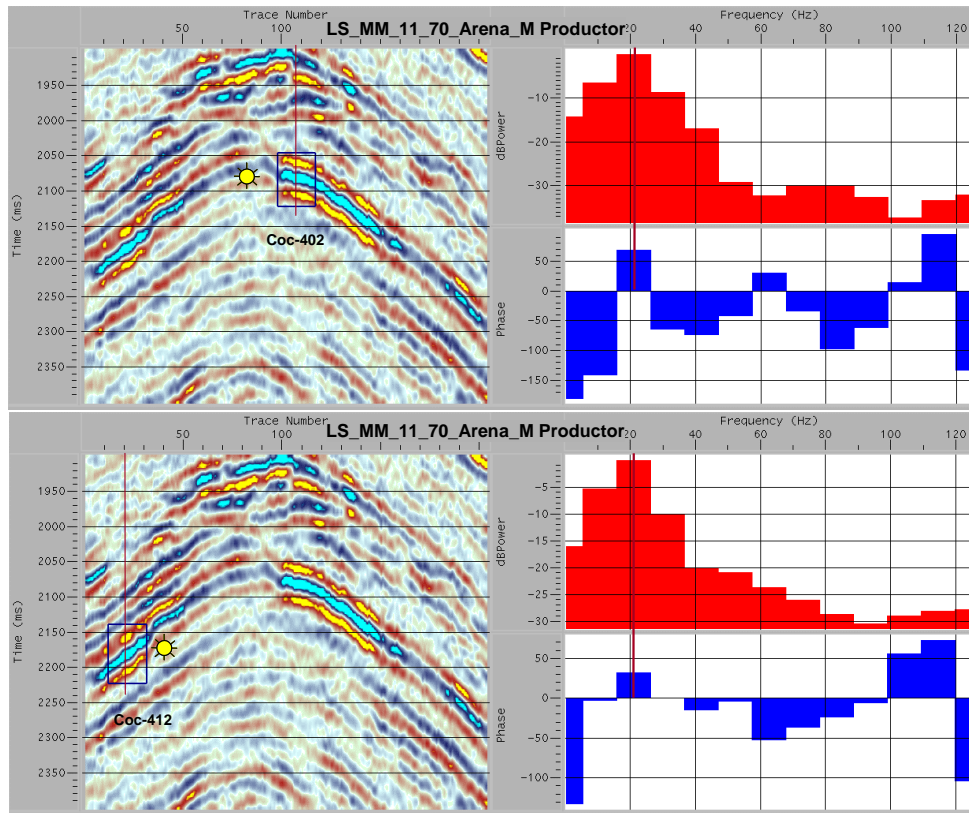 Trace Number
50 100
LS_MM_11_70_Arena_M Productor
Frequency (Hz)
20 40 60 80 100 120
Time (ms)
1950
2000
2050
2100
2150
2200
2250
2300
2350
Coc-402
dBPower
-10
-20
-30
Phase
50
0
-50
-100
-150
Trace Number
50 100
LS_MM_11_70_Arena_M Productor
Frequency (Hz)
20 40 60 80 100 120
Time (ms)
1950
2000
2050
2100
2150
2200
2250
2300
2350
Coc-412
dBPower
-5
-10
-15
-20
-25
-30
Phase
50
0
-50
-100